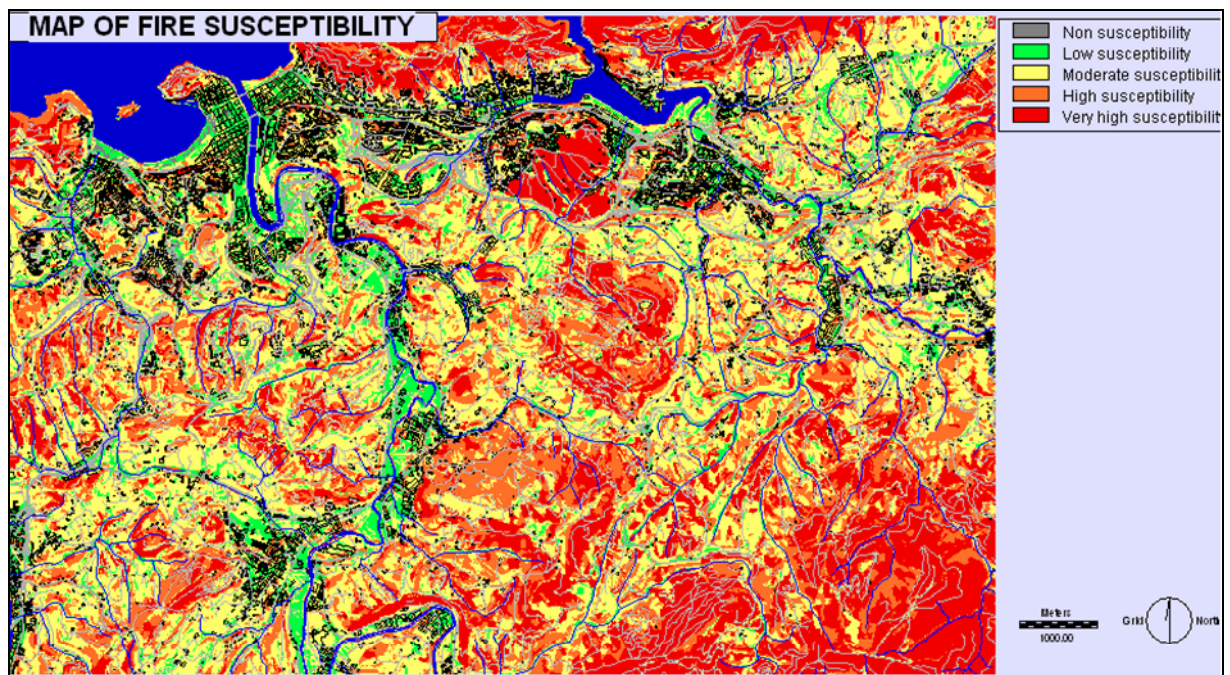 MAP OF FIRE SUSCEPTIBILITY
Non susceptibility
Low susceptibility
Moderate susceptibilit
High susceptibility
Very high susceptibilit
Meters
1000.00
Grid North